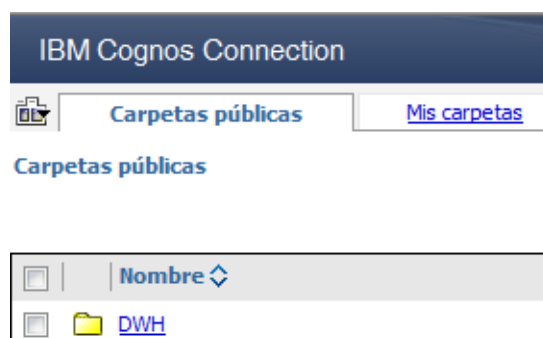 IBM Cognos Connection
Carpetas públicas Mis carpetas
Carpetas públicas
Nombre
DWH